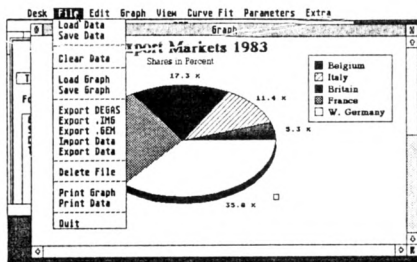 Desk File Edit Graph View Curve Fit Parameters Extra
Graph
Load Data
Save Data
Clear Data
Load Graph
Save Graph
Export DEGAS
Export .IMG
Export .GEM
Import Data
Export Data
Delete File
Print Graph
Print Data
Quit
xport Markets 1983
Shares in Percent
17.3 %
11.4 %
5.3 %
35.8 %
Belgium
Italy
Britain
France
W. Germany